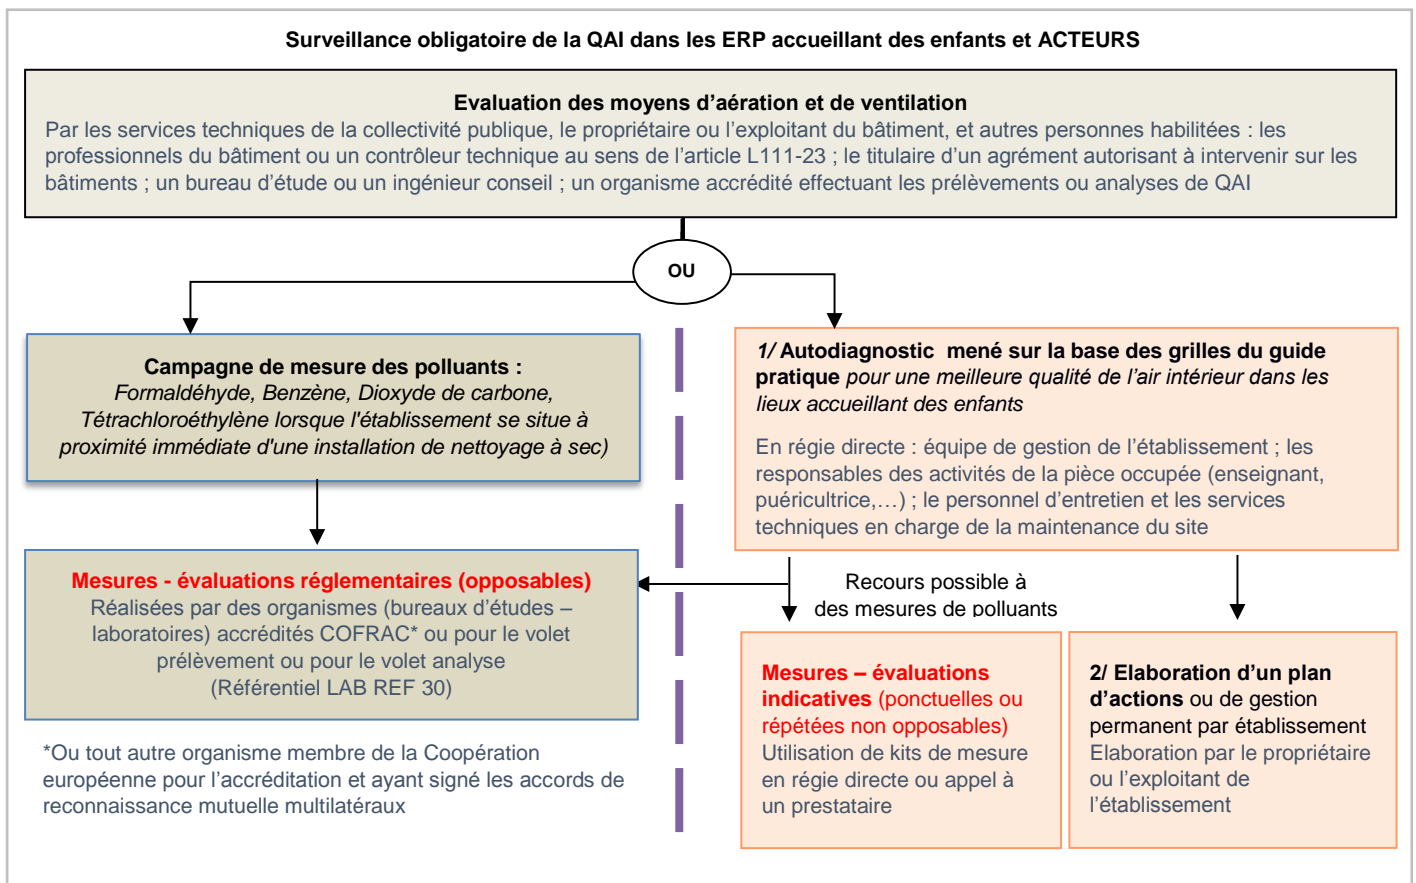 Surveillance obligatoire de la QAI dans les ERP accueillant des enfants et ACTEURS
Evaluation des moyens d’aération et de ventilation
Par les services techniques de la collectivité publique, le propriétaire ou l’exploitant du bâtiment, et autres personnes habilitées : les
professionnels du bâtiment ou un contrôleur technique au sens de l’article L111-23 ; le titulaire d’un agrément autorisant à intervenir sur les
bâtiments ; un bureau d’étude ou un ingénieur conseil ; un organisme accrédité effectuant les prélèvements ou analyses de QAI
OU
Campagne de mesure des polluants :
Formaldéhyde, Benzène, Dioxyde de carbone,
Tétrachloroéthylène lorsque l'établissement se situe à
proximité immédiate d'une installation de nettoyage à sec)
1/ Autodiagnostic mené sur la base des grilles du guide
pratique pour une meilleure qualité de l’air intérieur dans les
lieux accueillant des enfants
En régie directe : équipe de gestion de l’établissement ; les
responsables des activités de la pièce occupée (enseignant,
puéricultrice,…) ; le personnel d’entretien et les services
techniques en charge de la maintenance du site
Mesures - évaluations réglementaires (opposables)
Réalisées par des organismes (bureaux d’études –
laboratoires) accrédités COFRAC* ou pour le volet
prélèvement ou pour le volet analyse
(Référentiel LAB REF 30)
*Ou tout autre organisme membre de la Coopération
européenne pour l’accréditation et ayant signé les accords de
reconnaissance mutuelle multilatéraux
Recours possible à
des mesures de polluants
Mesures – évaluations
indicatives (ponctuelles ou
répétées non opposables)
Utilisation de kits de mesure
en régie directe ou appel à
un prestataire
2/ Elaboration d’un plan
d’actions ou de gestion
permanent par établissement
Elaboration par le propriétaire
ou l’exploitant de
l’établissement